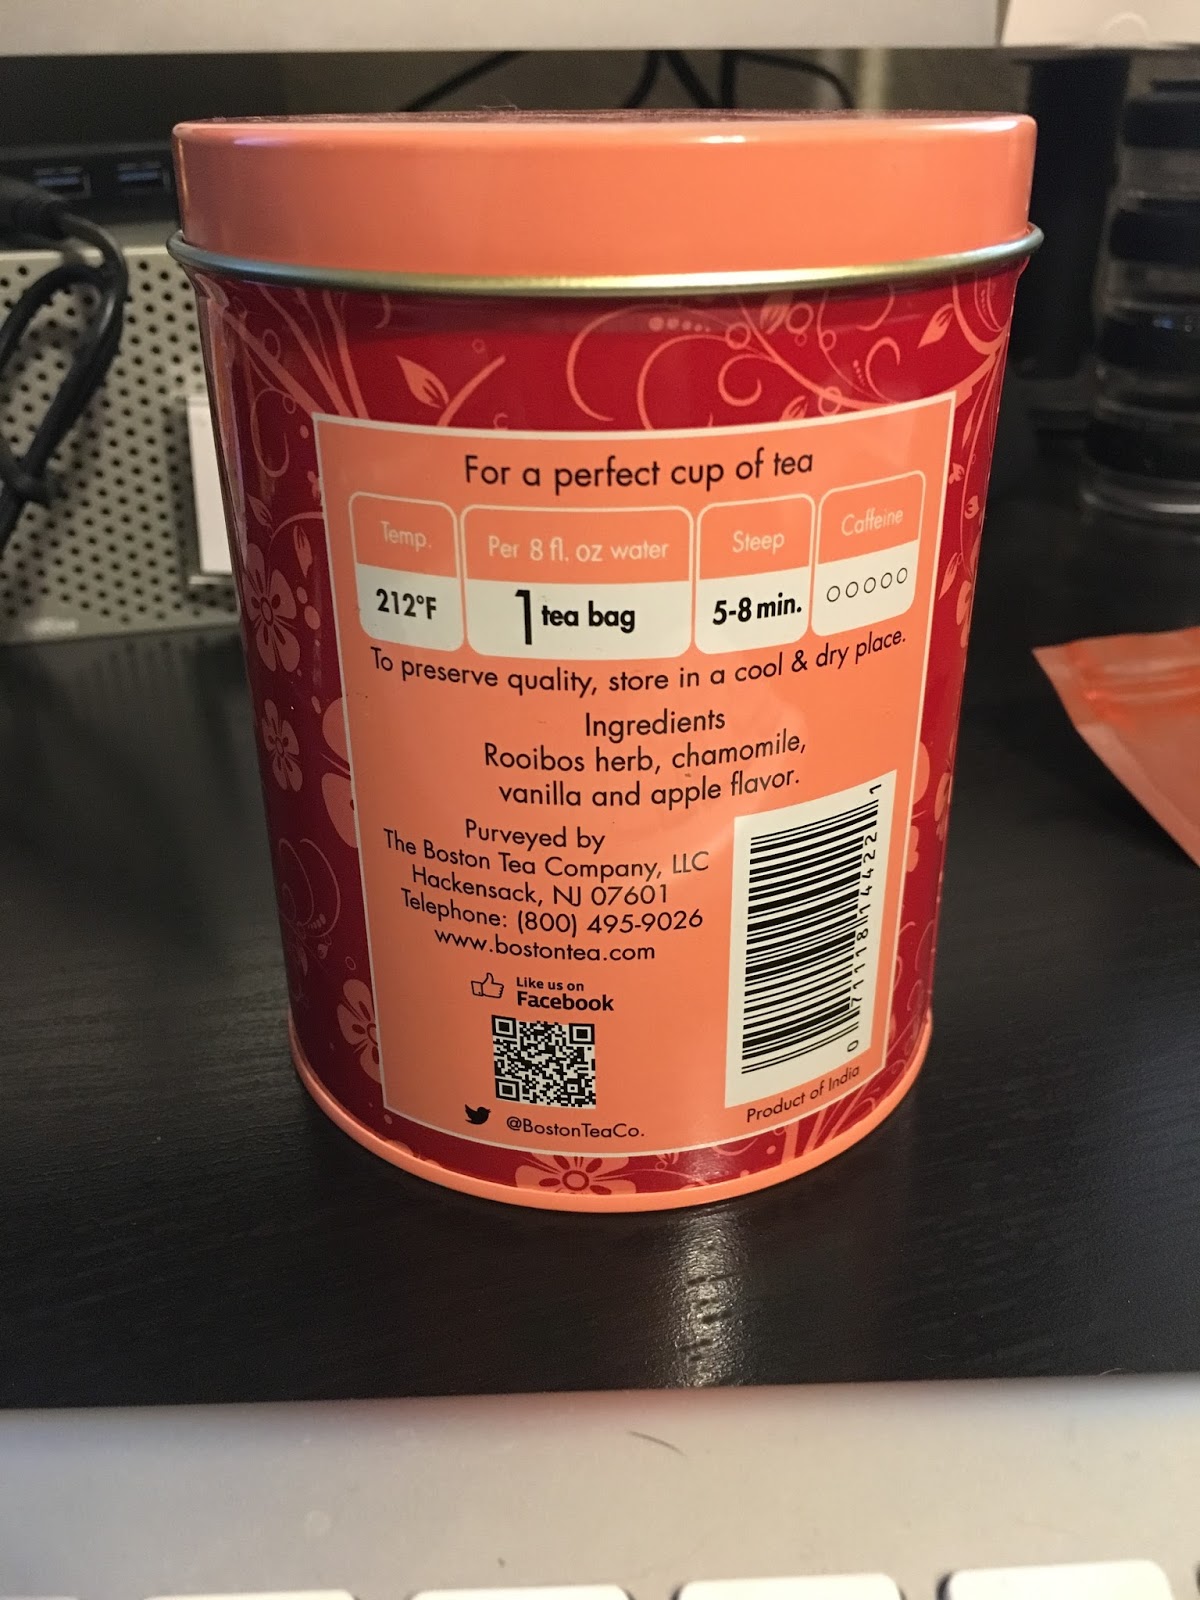 For a perfect cup of tea
Temp. Per 8 fl. oz water Steep Caffeine
212°F 1 tea bag 5-8 min. ○○○○○
To preserve quality, store in a cool & dry place.
Ingredients
Rooibos herb, chamomile,
vanilla and apple flavor.
Purveyed by
The Boston Tea Company, LLC
Hackensack, NJ 07601
Telephone: (800) 495-9026
www.bostontea.com
Like us on
Facebook
@BostonTeaCo.
0 71118 14422 1
Product of India